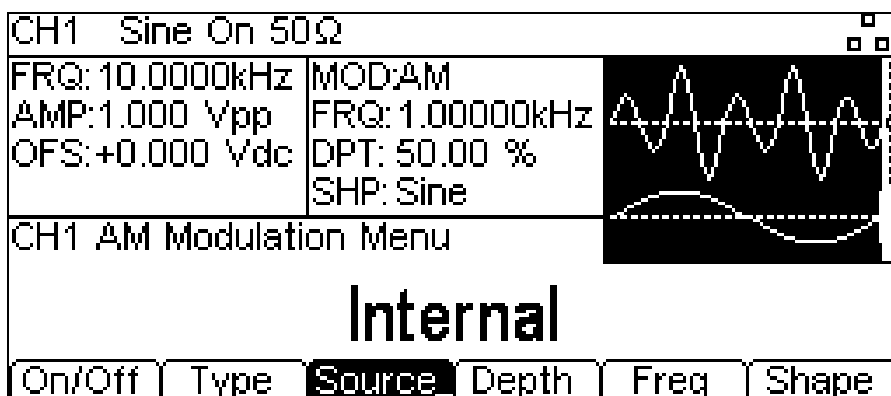 CH1 Sine On 50Ω
FRQ: 10.0000kHz
AMP:1.000 Vpp
OFS:+0.000 Vdc
MOD:AM
FRQ: 1.00000kHz
DPT: 50.00 %
SHP: Sine
CH1 AM Modulation Menu
Internal
On/Off Type Source Depth Freq Shape